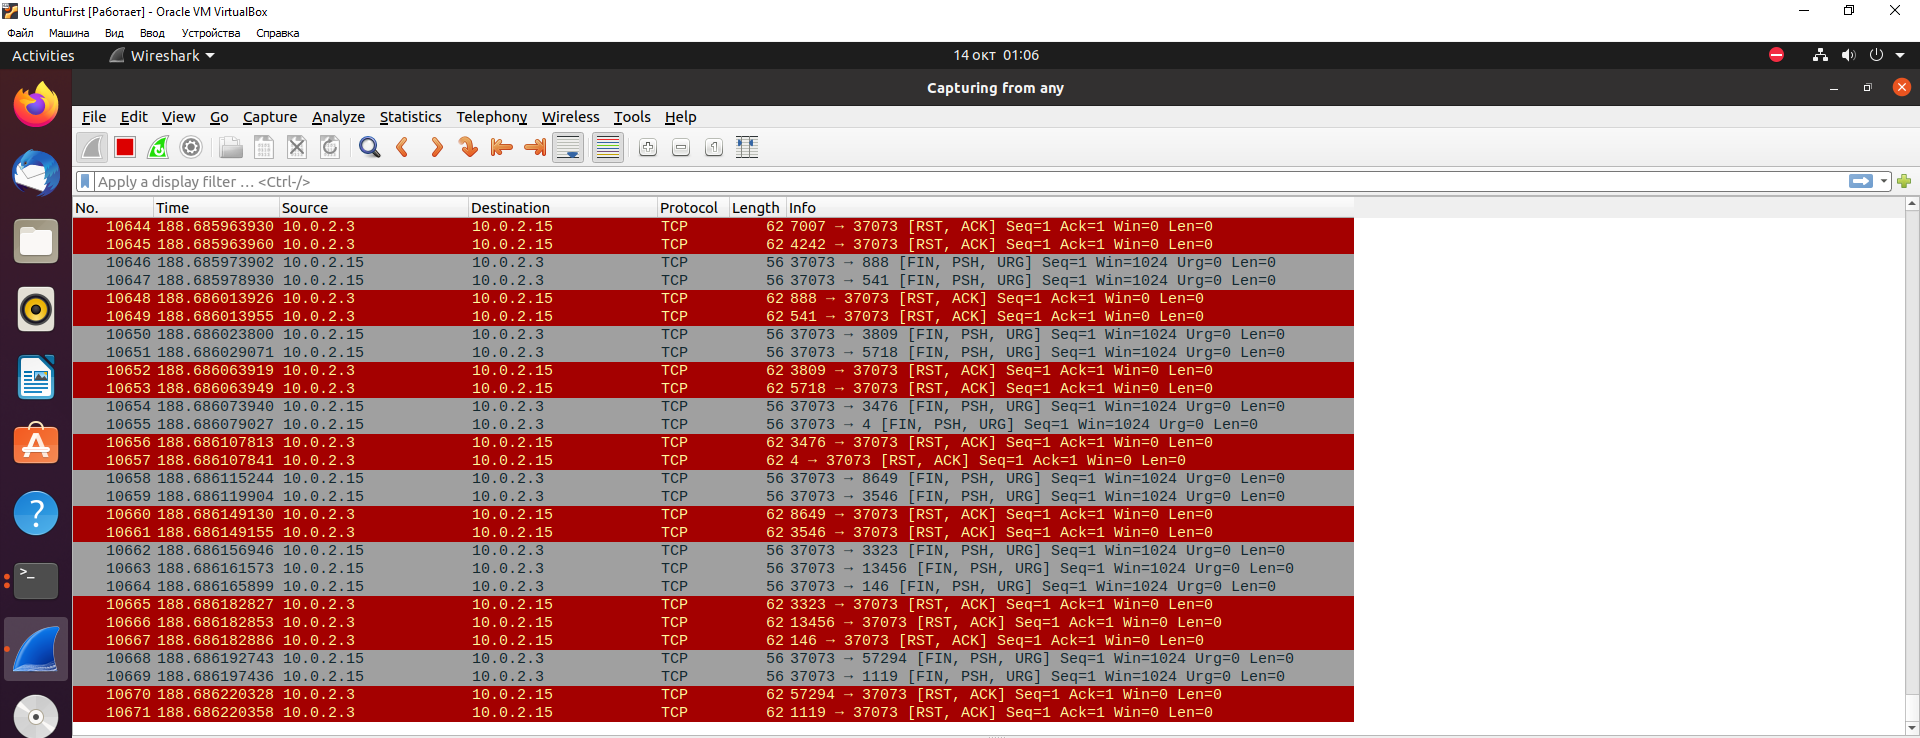 UbuntuFirst [Работает] - Oracle VM VirtualBox
Файл Машина Вид Ввод Устройства Справка
Activities Wireshark 14 окт 01:06
Capturing from any
File Edit View Go Capture Analyze Statistics Telephony Wireless Tools Help
Apply a display filter … <Ctrl-/>
No. Time Source Destination Protocol Length Info
10644 188.685963930 10.0.2.3 10.0.2.15 TCP 62 7007 → 37073 [RST, ACK] Seq=1 Ack=1 Win=0 Len=0
10645 188.685963960 10.0.2.3 10.0.2.15 TCP 62 4242 → 37073 [RST, ACK] Seq=1 Ack=1 Win=0 Len=0
10646 188.685973902 10.0.2.15 10.0.2.3 TCP 56 37073 → 888 [FIN, PSH, URG] Seq=1 Win=1024 Urg=0 Len=0
10647 188.685978930 10.0.2.15 10.0.2.3 TCP 56 37073 → 541 [FIN, PSH, URG] Seq=1 Win=1024 Urg=0 Len=0
10648 188.686013926 10.0.2.3 10.0.2.15 TCP 62 888 → 37073 [RST, ACK] Seq=1 Ack=1 Win=0 Len=0
10649 188.686013955 10.0.2.3 10.0.2.15 TCP 62 541 → 37073 [RST, ACK] Seq=1 Ack=1 Win=0 Len=0
10650 188.686023800 10.0.2.15 10.0.2.3 TCP 56 37073 → 3809 [FIN, PSH, URG] Seq=1 Win=1024 Urg=0 Len=0
10651 188.686029071 10.0.2.15 10.0.2.3 TCP 56 37073 → 5718 [FIN, PSH, URG] Seq=1 Win=1024 Urg=0 Len=0
10652 188.686063919 10.0.2.3 10.0.2.15 TCP 62 3809 → 37073 [RST, ACK] Seq=1 Ack=1 Win=0 Len=0
10653 188.686063949 10.0.2.3 10.0.2.15 TCP 62 5718 → 37073 [RST, ACK] Seq=1 Ack=1 Win=0 Len=0
10654 188.686073940 10.0.2.15 10.0.2.3 TCP 56 37073 → 3476 [FIN, PSH, URG] Seq=1 Win=1024 Urg=0 Len=0
10655 188.686079027 10.0.2.15 10.0.2.3 TCP 56 37073 → 4 [FIN, PSH, URG] Seq=1 Win=1024 Urg=0 Len=0
10656 188.686107813 10.0.2.3 10.0.2.15 TCP 62 3476 → 37073 [RST, ACK] Seq=1 Ack=1 Win=0 Len=0
10657 188.686107841 10.0.2.3 10.0.2.15 TCP 62 4 → 37073 [RST, ACK] Seq=1 Ack=1 Win=0 Len=0
10658 188.686115244 10.0.2.15 10.0.2.3 TCP 56 37073 → 8649 [FIN, PSH, URG] Seq=1 Win=1024 Urg=0 Len=0
10659 188.686119904 10.0.2.15 10.0.2.3 TCP 56 37073 → 3546 [FIN, PSH, URG] Seq=1 Win=1024 Urg=0 Len=0
10660 188.686149130 10.0.2.3 10.0.2.15 TCP 62 8649 → 37073 [RST, ACK] Seq=1 Ack=1 Win=0 Len=0
10661 188.686149155 10.0.2.3 10.0.2.15 TCP 62 3546 → 37073 [RST, ACK] Seq=1 Ack=1 Win=0 Len=0
10662 188.686156946 10.0.2.15 10.0.2.3 TCP 56 37073 → 3323 [FIN, PSH, URG] Seq=1 Win=1024 Urg=0 Len=0
10663 188.686161573 10.0.2.15 10.0.2.3 TCP 56 37073 → 13456 [FIN, PSH, URG] Seq=1 Win=1024 Urg=0 Len=0
10664 188.686165899 10.0.2.15 10.0.2.3 TCP 56 37073 → 146 [FIN, PSH, URG] Seq=1 Win=1024 Urg=0 Len=0
10665 188.686182827 10.0.2.3 10.0.2.15 TCP 62 3323 → 37073 [RST, ACK] Seq=1 Ack=1 Win=0 Len=0
10666 188.686182853 10.0.2.3 10.0.2.15 TCP 62 13456 → 37073 [RST, ACK] Seq=1 Ack=1 Win=0 Len=0
10667 188.686182886 10.0.2.3 10.0.2.15 TCP 62 146 → 37073 [RST, ACK] Seq=1 Ack=1 Win=0 Len=0
10668 188.686192743 10.0.2.15 10.0.2.3 TCP 56 37073 → 57294 [FIN, PSH, URG] Seq=1 Win=1024 Urg=0 Len=0
10669 188.686197436 10.0.2.15 10.0.2.3 TCP 56 37073 → 1119 [FIN, PSH, URG] Seq=1 Win=1024 Urg=0 Len=0
10670 188.686220328 10.0.2.3 10.0.2.15 TCP 62 57294 → 37073 [RST, ACK] Seq=1 Ack=1 Win=0 Len=0
10671 188.686220358 10.0.2.3 10.0.2.15 TCP 62 1119 → 37073 [RST, ACK] Seq=1 Ack=1 Win=0 Len=0